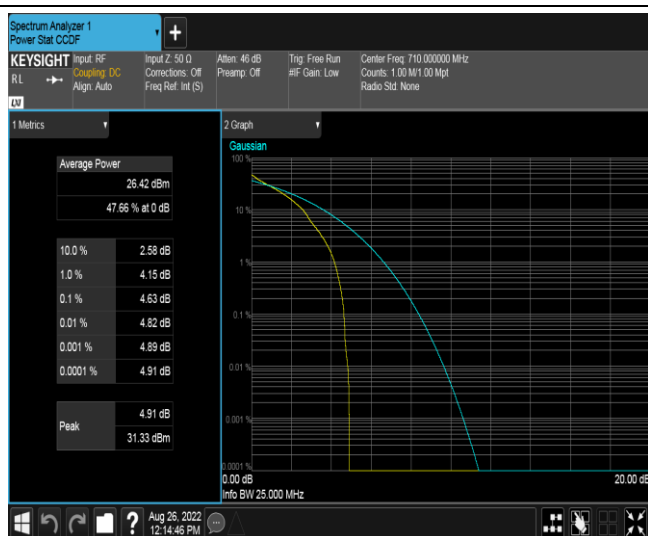 Spectrum Analyzer 1
Power Stat CCDF
+
KEYSIGHT
RL
LXI
Input: RF
Coupling: DC
Align: Auto
Input Z: 50 Ω
Corrections: Off
Freq Ref: Int (S)
Atten: 46 dB
Preamp: Off
Trig: Free Run
#IF Gain: Low
Center Freq: 710.000000 MHz
Counts: 1.00 M/1.00 Mpt
Radio Std: None
1 Metrics
Average Power
26.42 dBm
47.66 % at 0 dB
10.0 % 2.58 dB
1.0 % 4.15 dB
0.1 % 4.63 dB
0.01 % 4.82 dB
0.001 % 4.89 dB
0.0001 % 4.91 dB
Peak
4.91 dB
31.33 dBm
2 Graph
Gaussian
100 %
10 %
1 %
0.1 %
0.01 %
0.001 %
0.0001 %
0.00 dB
20.00 dB
Info BW 25.000 MHz
?
Aug 26, 2022
12:14:46 PM